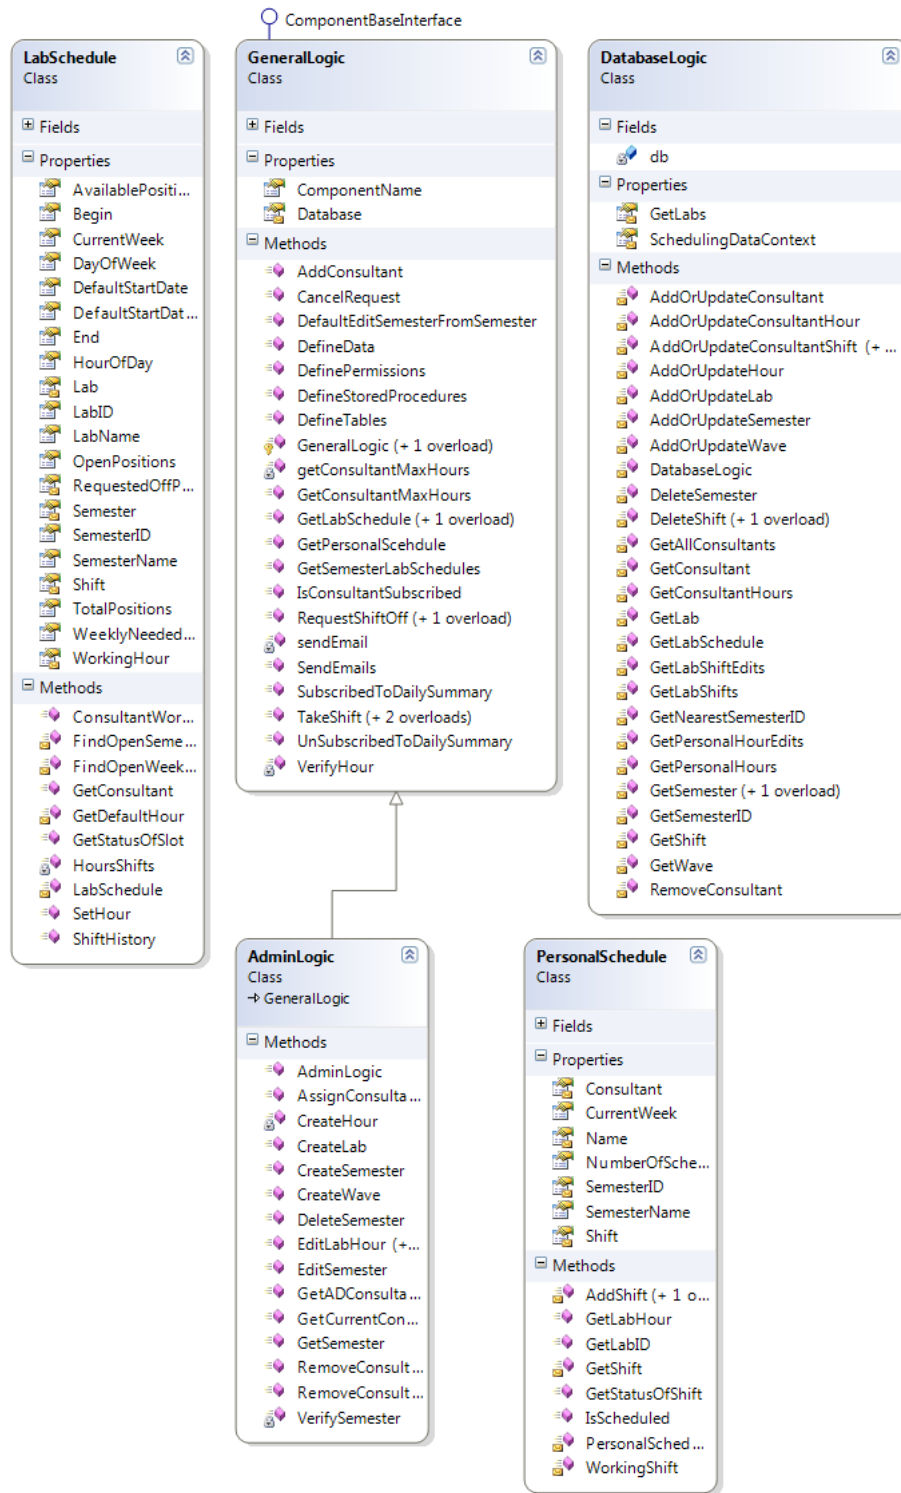 ComponentBaseInterface
LabSchedule
Class
Fields
Properties
AvailablePositi...
Begin
CurrentWeek
DayOfWeek
DefaultStartDate
DefaultStartDat...
End
HourOfDay
Lab
LabID
LabName
OpenPositions
RequestedOffP...
Semester
SemesterID
SemesterName
Shift
TotalPositions
WeeklyNeeded...
WorkingHour
Methods
ConsultantWor...
FindOpenSeme...
FindOpenWeek...
GetConsultant
GetDefaultHour
GetStatusOfSlot
HoursShifts
LabSchedule
SetHour
ShiftHistory
GeneralLogic
Class
Fields
Properties
ComponentName
Database
Methods
AddConsultant
CancelRequest
DefaultEditSemesterFromSemester
DefineData
DefinePermissions
DefineStoredProcedures
DefineTables
GeneralLogic (+ 1 overload)
getConsultantMaxHours
GetConsultantMaxHours
GetLabSchedule (+ 1 overload)
GetPersonalScehdule
GetSemesterLabSchedules
IsConsultantSubscribed
RequestShiftOff (+ 1 overload)
sendEmail
SendEmails
SubscribedToDailySummary
TakeShift (+ 2 overloads)
UnSubscribedToDailySummary
VerifyHour
DatabaseLogic
Class
Fields
db
Properties
GetLabs
SchedulingDataContext
Methods
AddOrUpdateConsultant
AddOrUpdateConsultantHour
AddOrUpdateConsultantShift (+ ...
AddOrUpdateHour
AddOrUpdateLab
AddOrUpdateSemester
AddOrUpdateWave
DatabaseLogic
DeleteSemester
DeleteShift (+ 1 overload)
GetAllConsultants
GetConsultant
GetConsultantHours
GetLab
GetLabSchedule
GetLabShiftEdits
GetLabShifts
GetNearestSemesterID
GetPersonalHourEdits
GetPersonalHours
GetSemester (+ 1 overload)
GetSemesterID
GetShift
GetWave
RemoveConsultant
AdminLogic
Class
GeneralLogic
Methods
AdminLogic
AssignConsulta...
CreateHour
CreateLab
CreateSemester
CreateWave
DeleteSemester
EditLabHour (+...
EditSemester
GetADConsulta...
GetCurrentCon...
GetSemester
RemoveConsult...
RemoveConsult...
VerifySemester
PersonalSchedule
Class
Fields
Properties
Consultant
CurrentWeek
Name
NumberOfSche...
SemesterID
SemesterName
Shift
Methods
AddShift (+ 1 o...
GetLabHour
GetLabID
GetShift
GetStatusOfShift
IsScheduled
PersonalSched...
WorkingShift